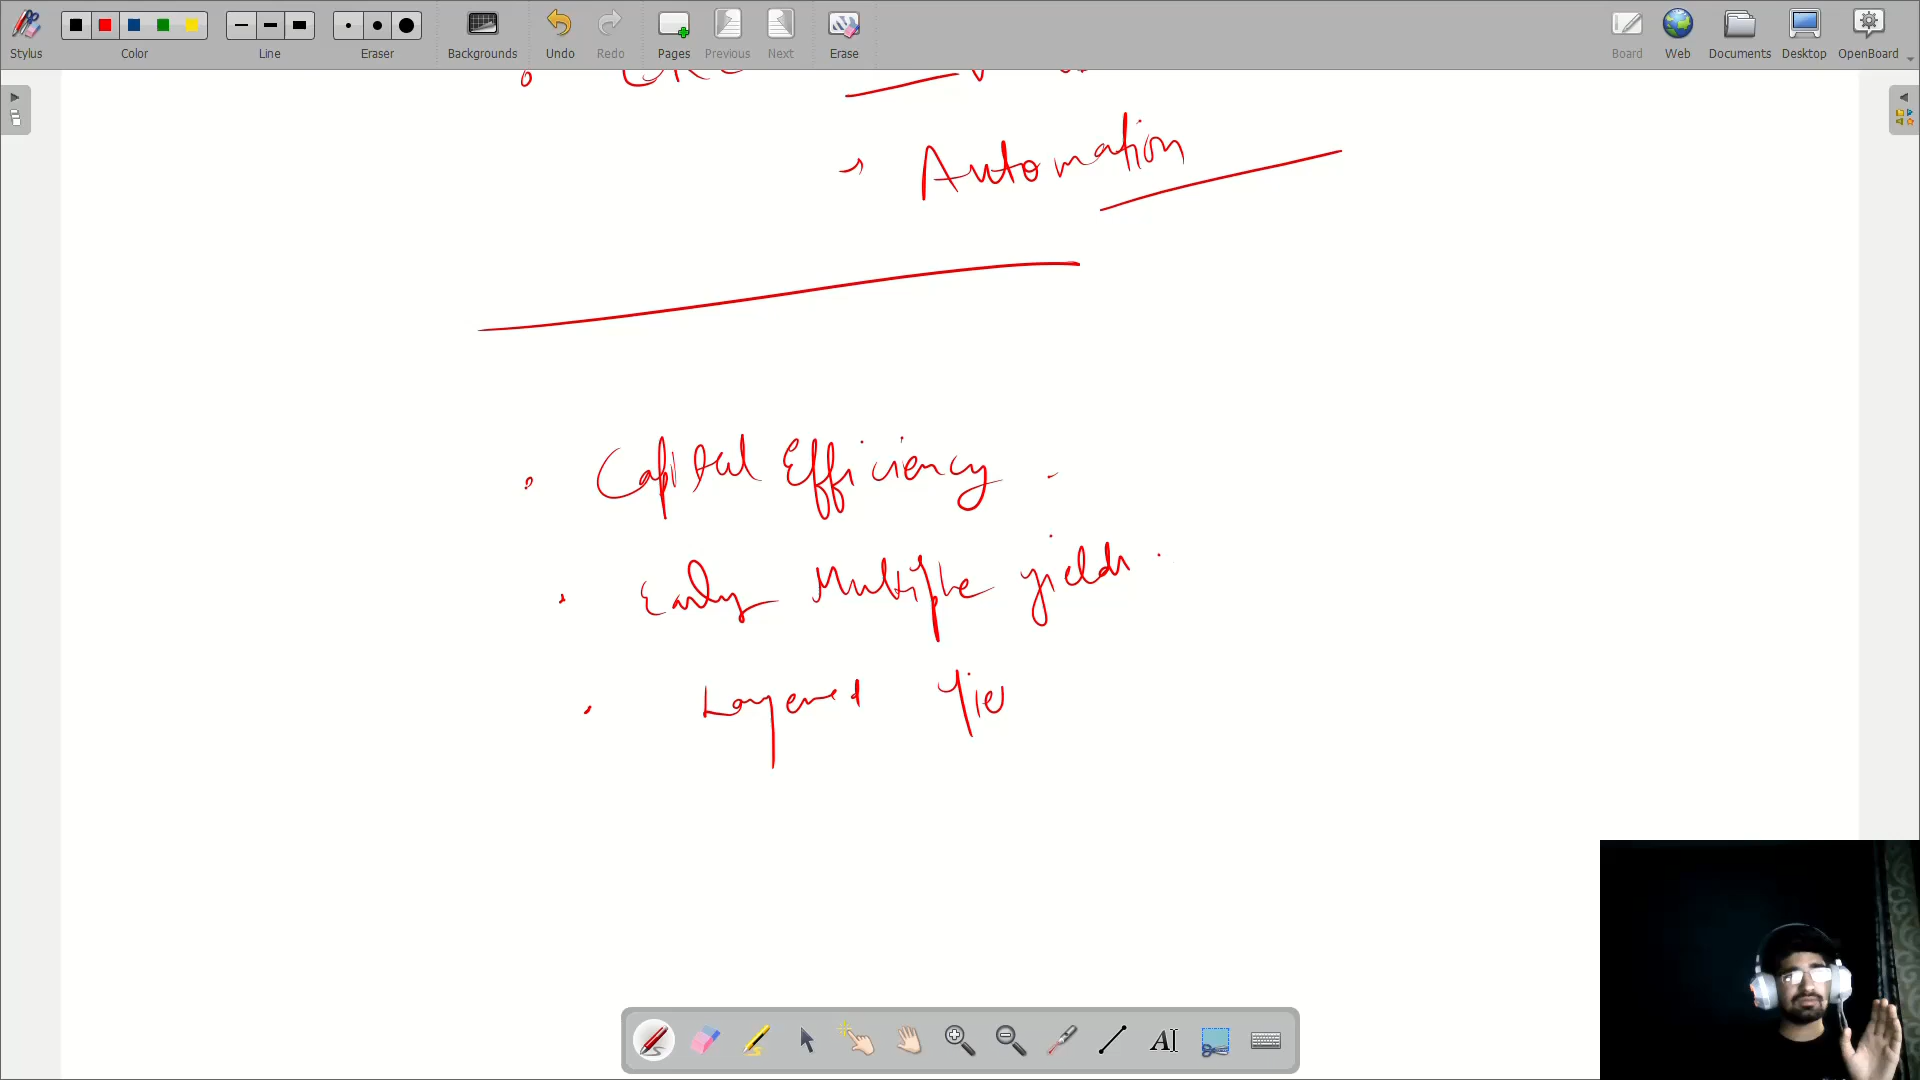 Stylus
Color
Line
Eraser
Backgrounds
Undo
Redo
Pages
Previous
Next
Erase
Board
Web
Documents
Desktop
OpenBoard
Automation
Capital Efficiency
Early Multiple yields
Layered Yie